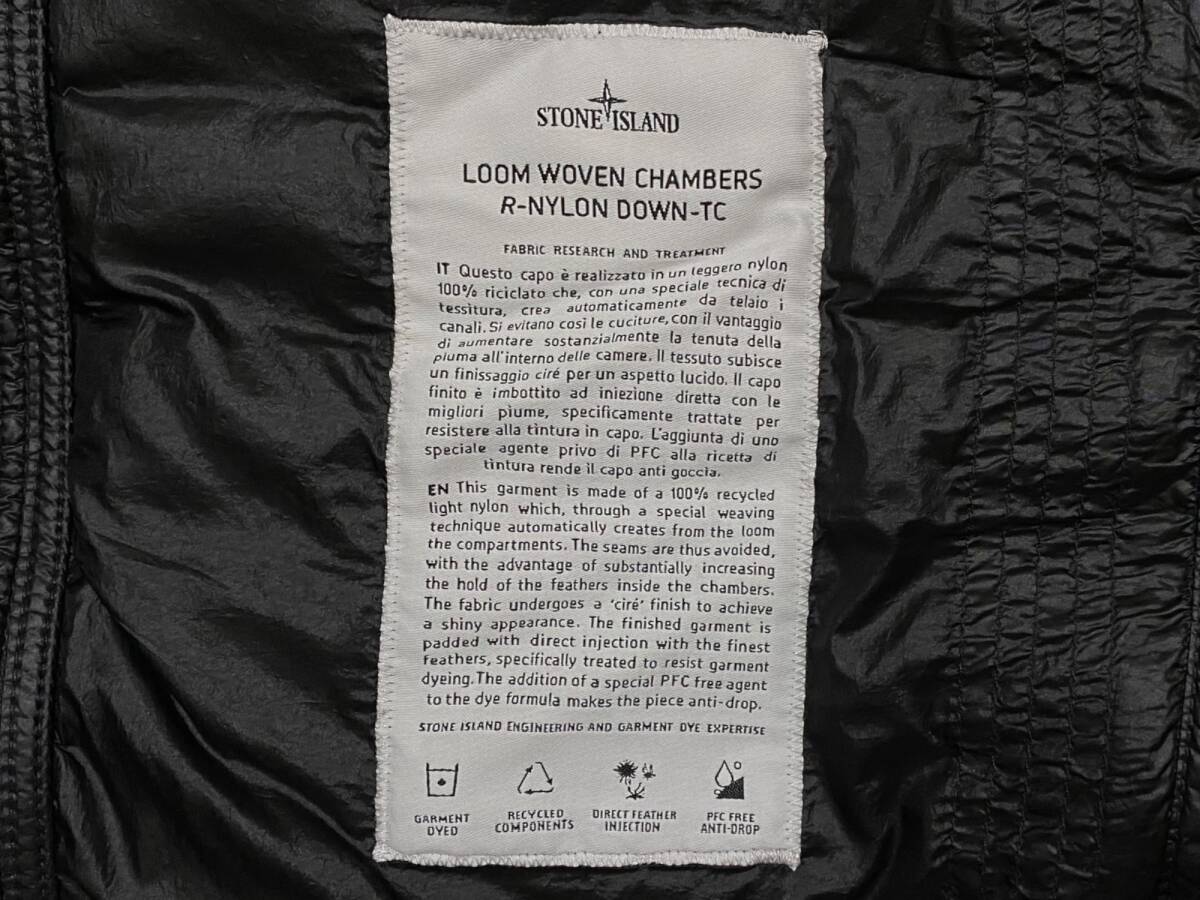 STONE ISLAND
LOOM WOVEN CHAMBERS
R-NYLON DOWN-TC
FABRIC RESEARCH AND TREATMENT
IT Questo capo è realizzato in un leggero nylon
100% riciclato che, con una speciale tecnica di
tessitura, crea automaticamente da telaio i
canali. Si evitano così le cuciture, con il vantaggio
di aumentare sostanzialmente la tenuta della
piuma all'interno delle camere. Il tessuto subisce
un finissaggio ciré per un aspetto lucido. Il capo
finito è imbottito ad iniezione diretta con le
migliori piume, specificamente trattate per
resistere alla tintura in capo. L'aggiunta di uno
speciale agente privo di PFC alla ricetta di
tintura rende il capo anti goccia.
EN This garment is made of a 100% recycled
light nylon which, through a special weaving
technique automatically creates from the loom
the compartments. The seams are thus avoided,
with the advantage of substantially increasing
the hold of the feathers inside the chambers.
The fabric undergoes a 'ciré' finish to achieve
a shiny appearance. The finished garment is
padded with direct injection with the finest
feathers, specifically treated to resist garment
dyeing. The addition of a special PFC free agent
to the dye formula makes the piece anti-drop.
STONE ISLAND ENGINEERING AND GARMENT DYE EXPERTISE
GARMENT
DYED
RECYCLED
COMPONENTS
DIRECT FEATHER
INJECTION
PFC FREE
ANTI-DROP